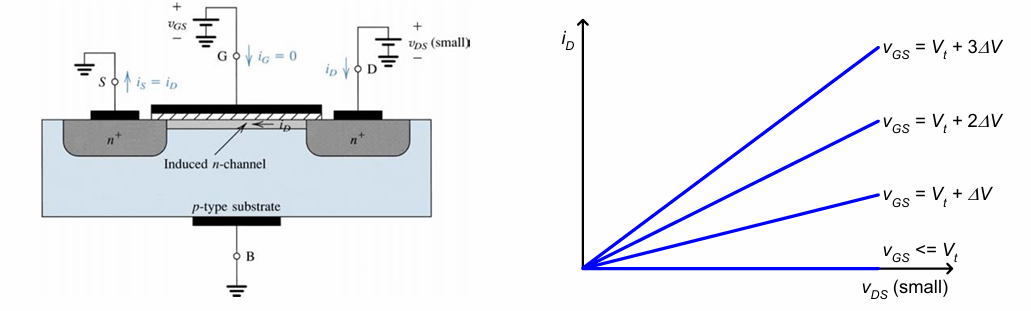 +
vGS
−
G
iG = 0
+
vDS (small)
−
iD
D
S
iS = iD
iD
n+
n+
Induced n-channel
p-type substrate
B
iD
vGS = Vt + 3ΔV
vGS = Vt + 2ΔV
vGS = Vt + ΔV
vGS <= Vt
vDS (small)